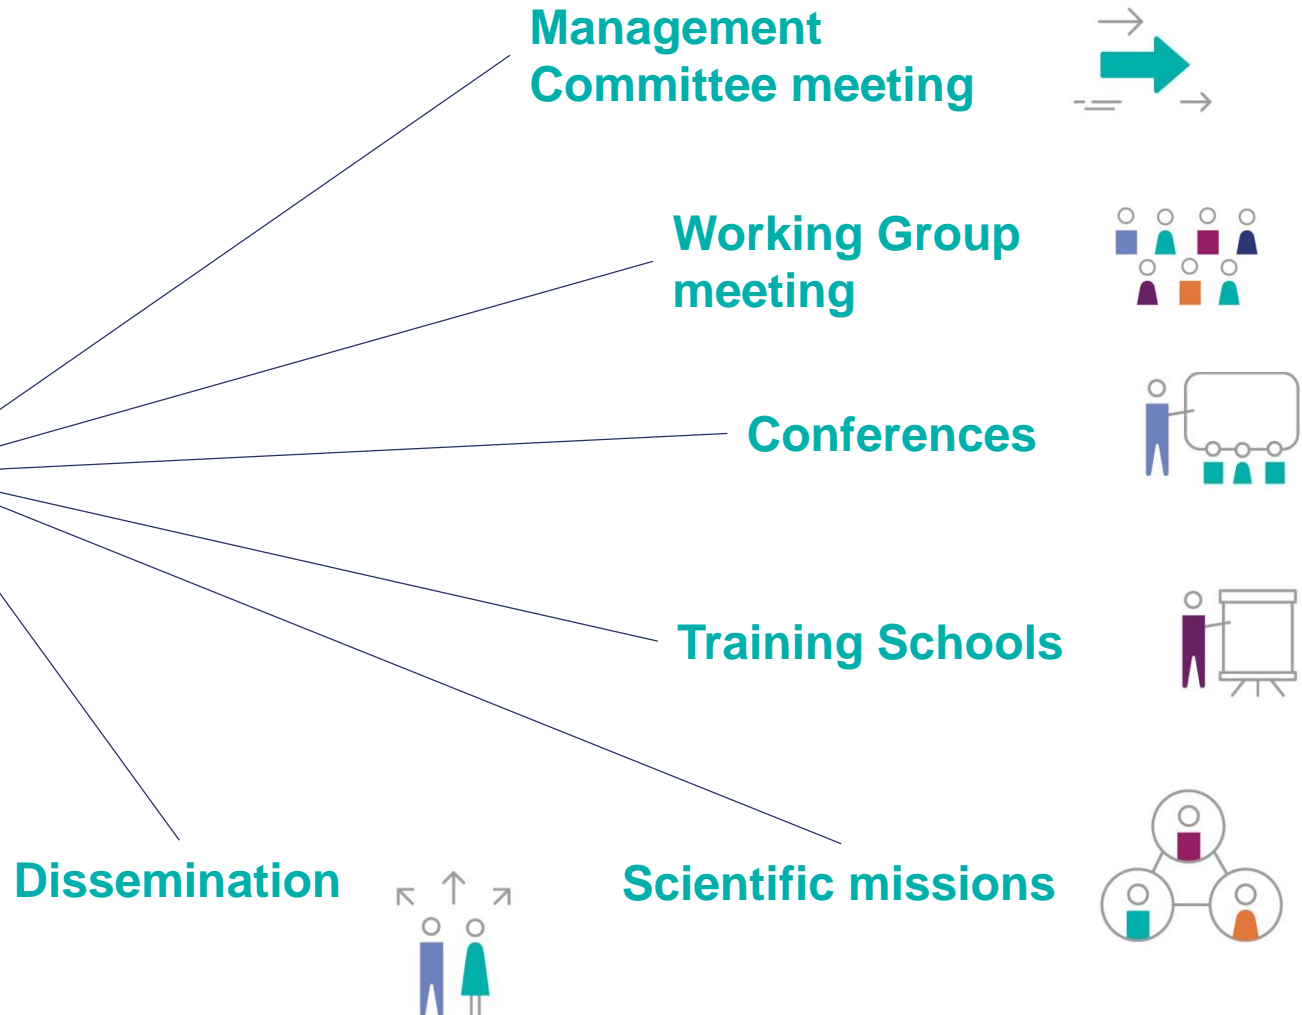 Management
Committee meeting
Working Group
meeting
Conferences
Training Schools
Dissemination
Scientific missions